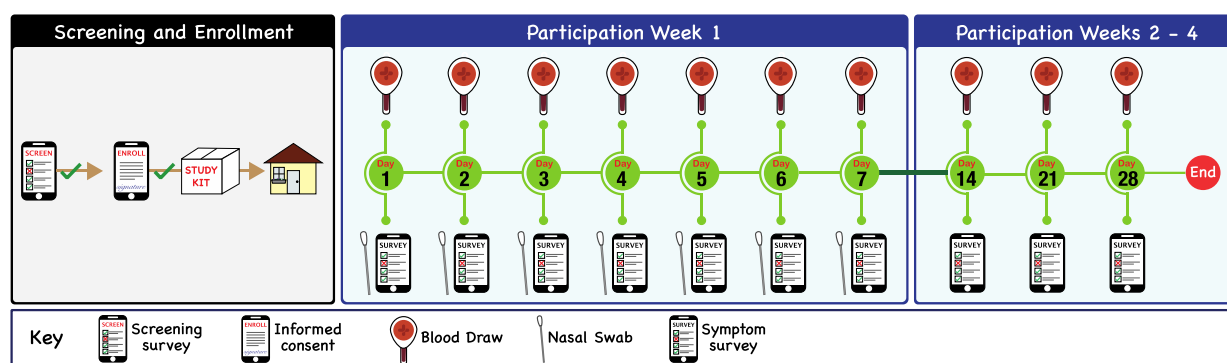 Screening and Enrollment
Participation Week 1
Participation Weeks 2 - 4
SCREEN
ENROLL
signature
STUDY
KIT
Day
1
Day
2
Day
3
Day
4
Day
5
Day
6
Day
7
Day
14
Day
21
Day
28
End
SURVEY
SURVEY
SURVEY
SURVEY
SURVEY
SURVEY
SURVEY
SURVEY
SURVEY
SURVEY
Key
SCREEN
Screening
survey
ENROLL
signature
Informed
consent
Blood Draw
Nasal Swab
SURVEY
Symptom
survey